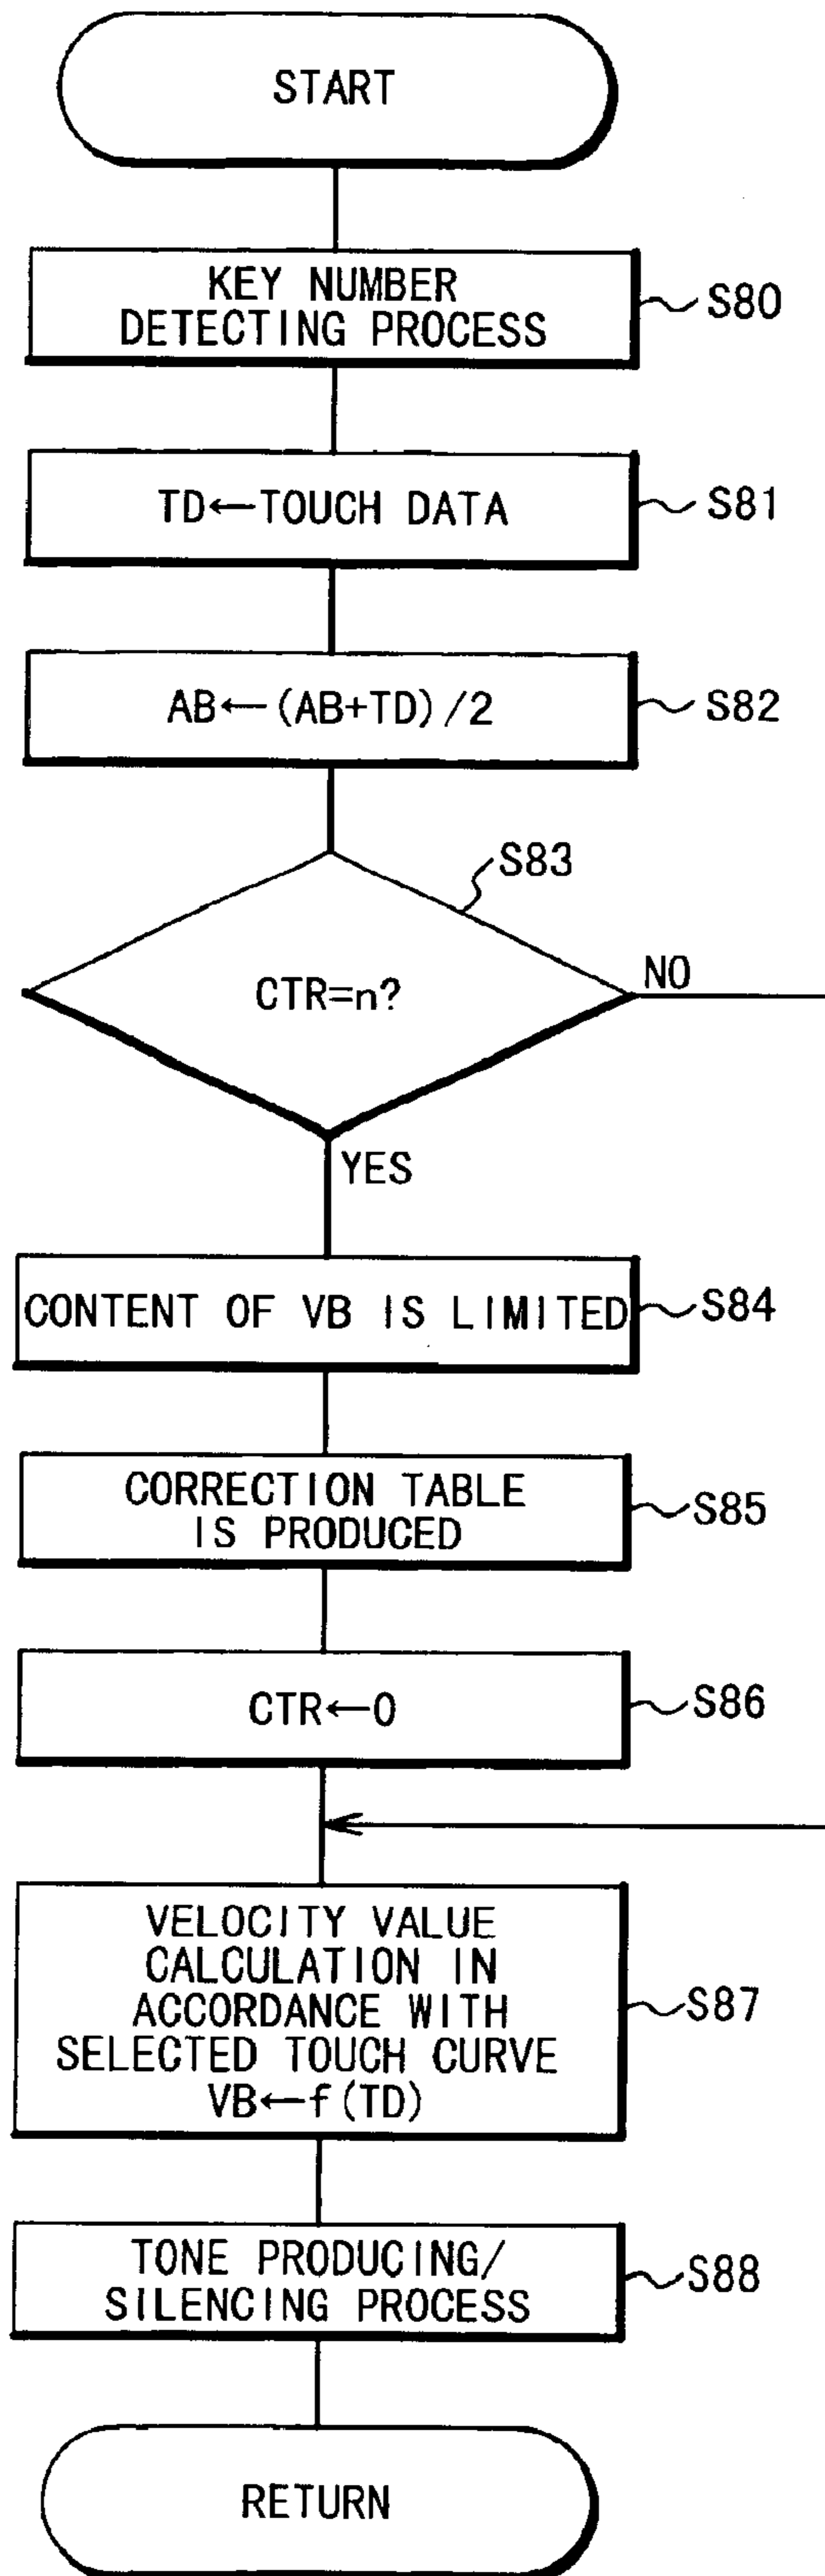 START
KEY NUMBER
DETECTING PROCESS
S80
TD←TOUCH DATA
S81
AB←(AB+TD)/2
S82
S83
CTR=n?
NO
YES
CONTENT OF VB IS LIMITED
S84
CORRECTION TABLE
IS PRODUCED
S85
CTR←0
S86
VELOCITY VALUE
CALCULATION IN
ACCORDANCE WITH
SELECTED TOUCH CURVE
VB←f(TD)
S87
TONE PRODUCING/
SILENCING PROCESS
S88
RETURN